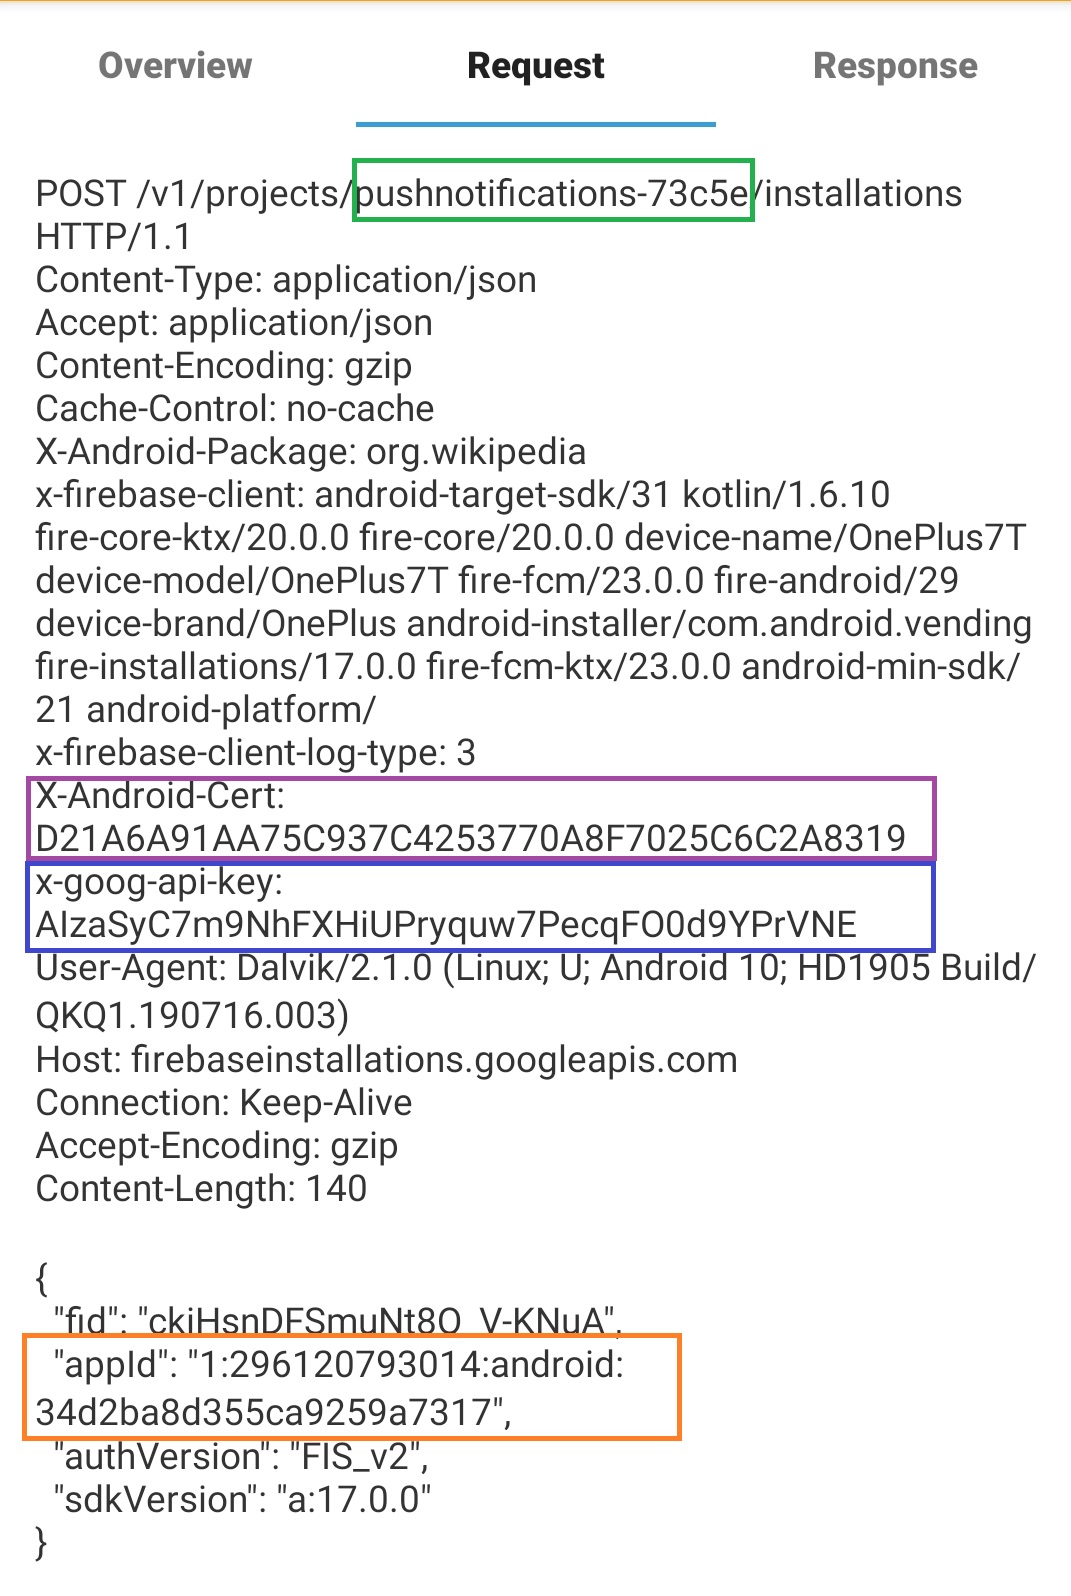 Overview Request Response
POST /v1/projects/pushnotifications-73c5e/installations
HTTP/1.1
Content-Type: application/json
Accept: application/json
Content-Encoding: gzip
Cache-Control: no-cache
X-Android-Package: org.wikipedia
x-firebase-client: android-target-sdk/31 kotlin/1.6.10
fire-core-ktx/20.0.0 fire-core/20.0.0 device-name/OnePlus7T
device-model/OnePlus7T fire-fcm/23.0.0 fire-android/29
device-brand/OnePlus android-installer/com.android.vending
fire-installations/17.0.0 fire-fcm-ktx/23.0.0 android-min-sdk/
21 android-platform/
x-firebase-client-log-type: 3
X-Android-Cert:
D21A6A91AA75C937C4253770A8F7025C6C2A8319
x-goog-api-key:
AIzaSyC7m9NhFXHiUPryquw7PecqFO0d9YPrVNE
User-Agent: Dalvik/2.1.0 (Linux; U; Android 10; HD1905 Build/
QKQ1.190716.003)
Host: firebaseinstallations.googleapis.com
Connection: Keep-Alive
Accept-Encoding: gzip
Content-Length: 140
{
"fid": "ckiHsnDFSmuNt8O_V-KNuA",
"appId": "1:296120793014:android:
34d2ba8d355ca9259a7317",
"authVersion": "FIS_v2",
"sdkVersion": "a:17.0.0"
}